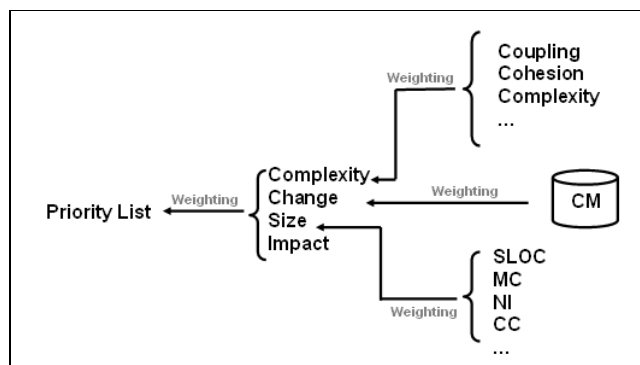 Coupling
Weighting
Cohesion
Complexity
...
Complexity
Weighting
Weighting
Change
CM
Priority List
Size
Impact
SLOC
MC
NI
Weighting
CC
...